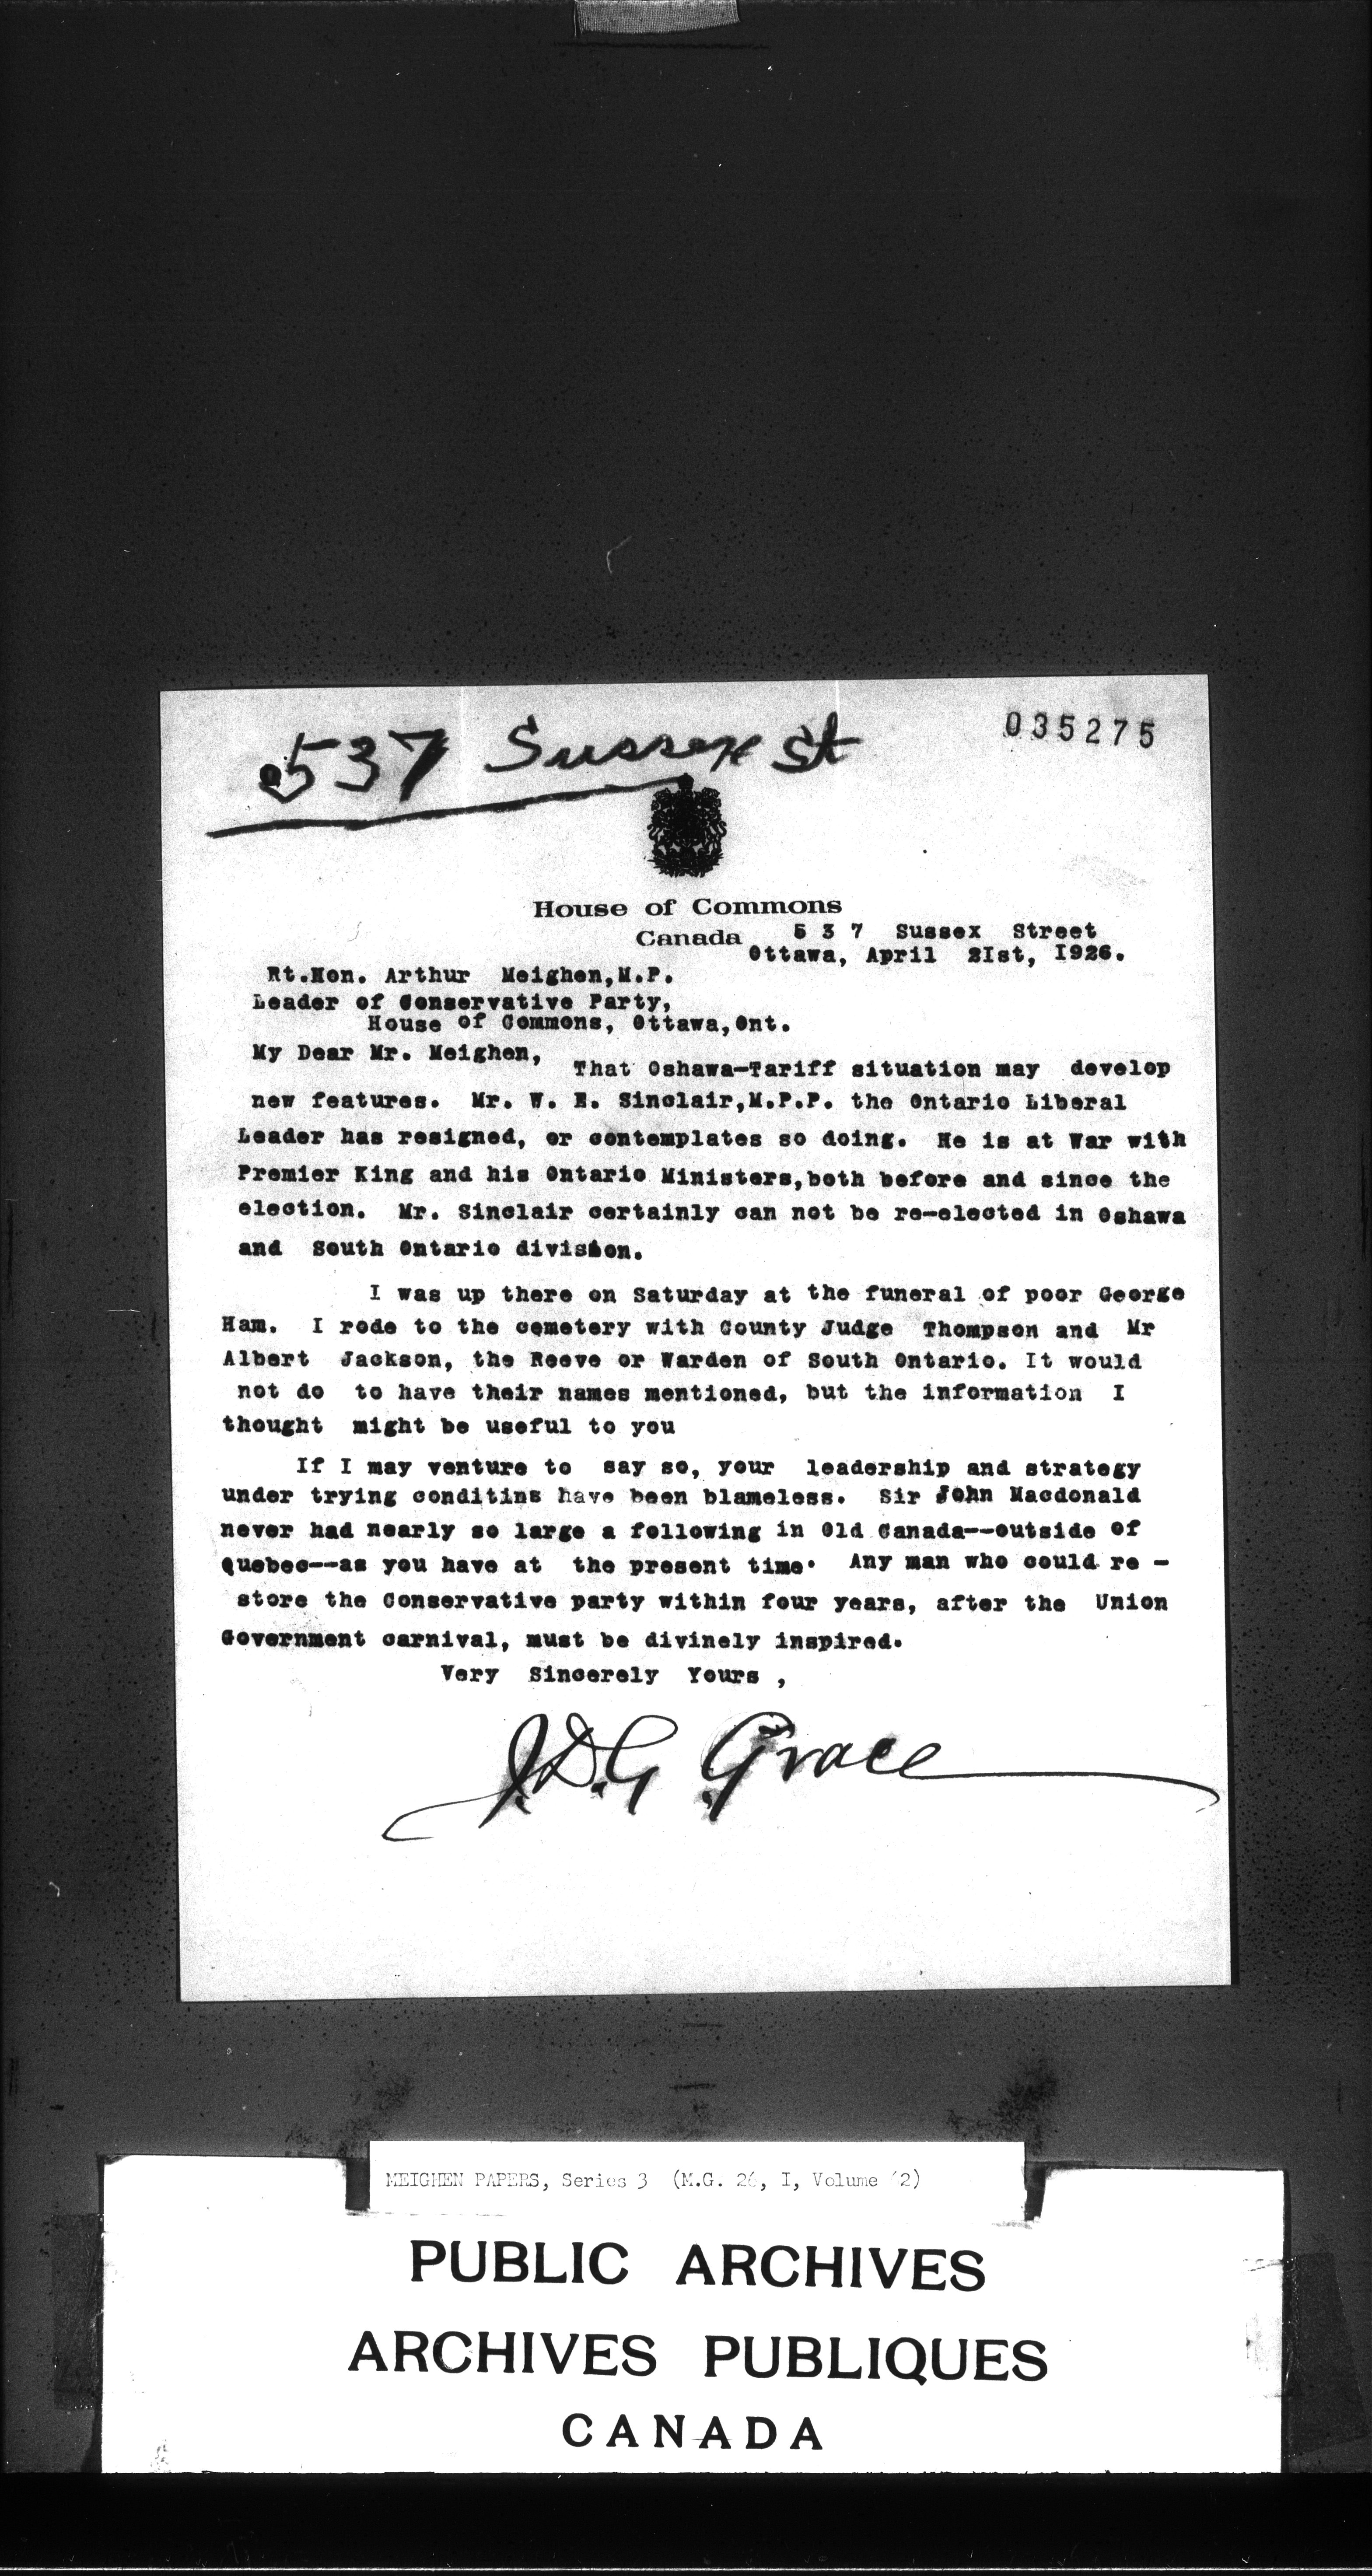 537 Sussex St
035275
House of Commons
Canada
5 3 7 Sussex Street
Ottawa, April 2Ist, I926.
Rt.Hon. Arthur Meighen,M.P.
Leader of Conservative Party,
House of Commons, Ottawa,Ont.
My Dear Mr. Meighen,
That Oshawa-Tariff situation may develop
new features. Mr. W. E. Sinclair,M.P.P. the Ontario Liberal
Leader has resigned, or contemplates so doing. He is at War with
Premier King and his Ontario Ministers,both before and since the
election. Mr. Sinclair certainly can not be re-elected in Oshawa
and South Ontario division.
I was up there on Saturday at the funeral of poor George
Ham. I rode to the cemetery with County Judge Thompson and Mr
Albert Jackson, the Reeve or Warden of South Ontario. It would
not do to have their names mentioned, but the information I
thought might be useful to you
If I may venture to say so, your leadership and strategy
under trying conditins have been blameless. Sir John Macdonald
never had nearly so large a following in Old Canada--outside of
Quebec--as you have at the present time. Any man who could re -
store the Conservative party within four years, after the Union
Government carnival, must be divinely inspired.
Very Sincerely Yours ,
J.D.G. Grace
MEIGHEN PAPERS, Series 3 (M.G. 26, I, Volume 2)
PUBLIC ARCHIVES
ARCHIVES PUBLIQUES
CANADA